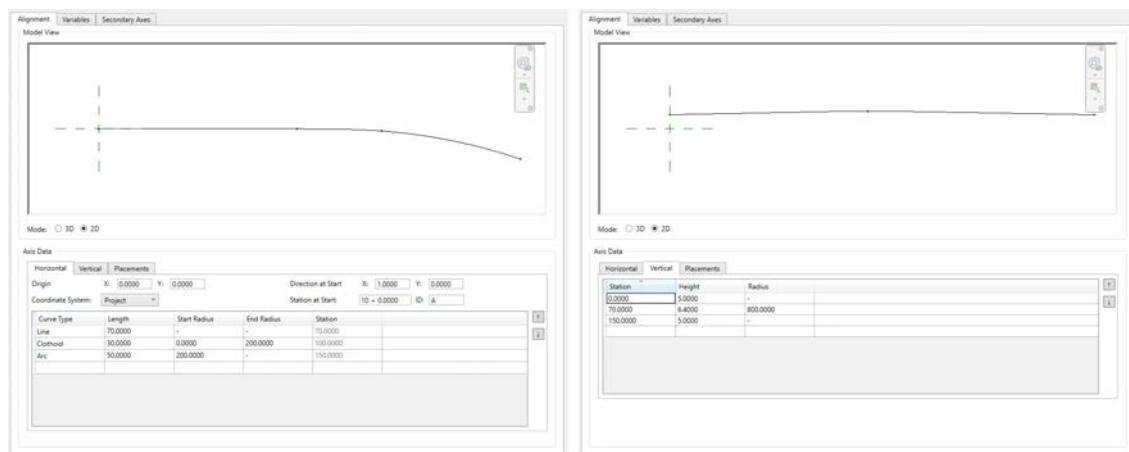 Alignment Variables Secondary Axes
Model View
Mode: 3D 2D
Axis Data
Horizontal Vertical Placements
Origin X: 0.0000 Y: 0.0000 Direction at Start X: 1.0000 Y: 0.0000
Coordinate System: Project Station at Start: 10 + 0.0000 ID: A
Curve Type Length Start Radius End Radius Station
Line 70.0000 - - 70.0000
Clothoid 30.0000 0.0000 200.0000 100.0000
Arc 50.0000 200.0000 - 150.0000
Alignment Variables Secondary Axes
Model View
Mode: 3D 2D
Axis Data
Horizontal Vertical Placements
Station Height Radius
0.0000 5.0000 -
70.0000 6.4000 800.0000
150.0000 5.0000 -